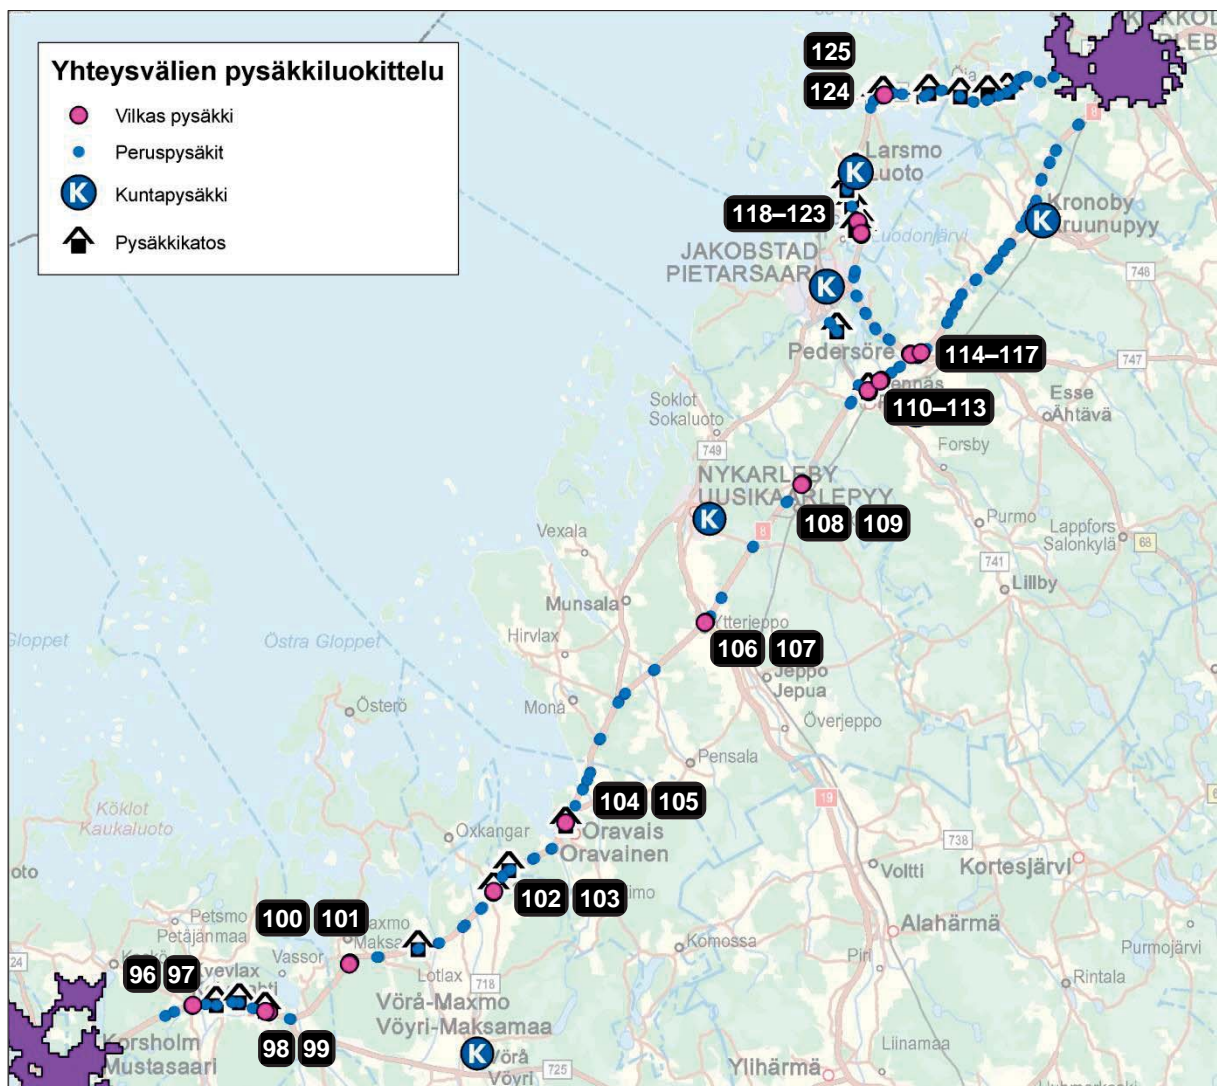 Yhteysvälien pysäkkiluokittelu
Vilkas pysäkki
Peruspysäkit
Kuntapysäkki
Pysäkkikatos
125
124
Larsmo
Luoto
118–123
Luodonjärvi
Kronoby
Kruunupyy
JAKOBSTAD
PIETARSAARI
748
Pedersöre
114–117
747
110–113
Esse
Ähtävä
Soklot
Sokaluoto
Forsby
749
NYKARLEBY
UUSIKAARLEPYY
108 109
8
8
Purmo
Lappfors
Salonkylä
68
741
Vexala
Lillby
Munsala
Hirvlax
Ytterjeppo
106 107
Jeppo
Jepua
Gloppet
Östra Gloppet
Österö
Monå
Överjeppo
Pensala
19
Köklot
Kaukaluoto
104 105
Oravais
Oravainen
Oxkangar
738
Voltti
Kortesjärvi
102 103
100 101
Petsmo
Petäjänmaa
Vassor
Alahärmä
Kömossa
Purmojärvi
Piri
Rintala
96 97
Lotlax
718
Vörå-Maxmo
Vöyri-Maksamaa
Korsholm
Mustasaari
98 99
Vörå
Vöyri
725
Ylihärmä
Liinamaa
K
K
K
K
K